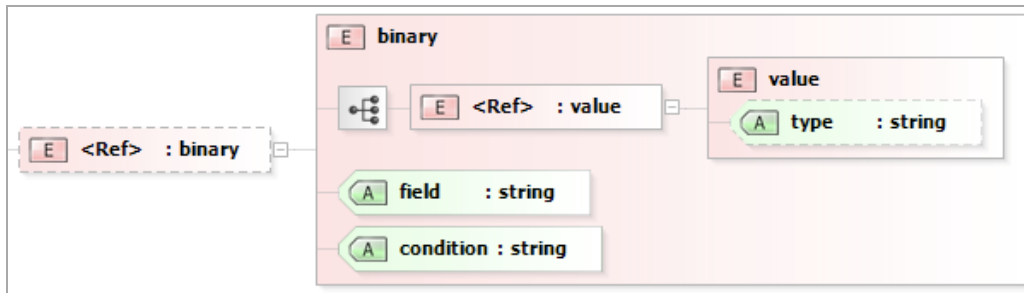 E binary
E <Ref> : value
E value
A type : string
E <Ref> : binary
A field : string
A condition : string